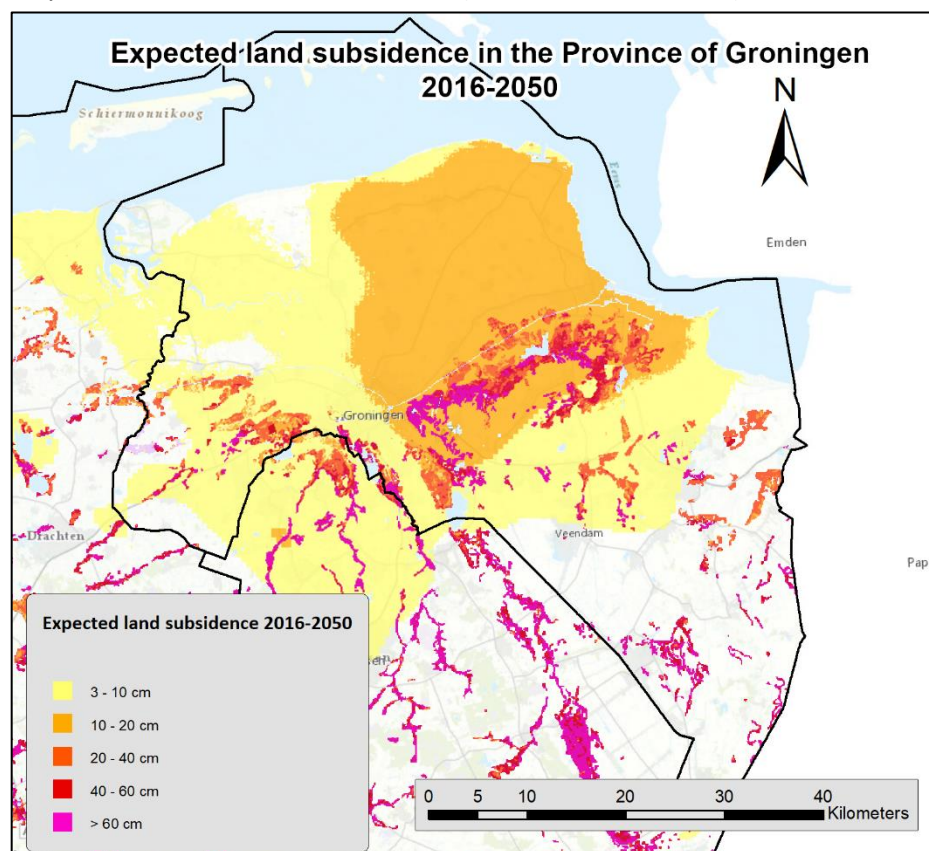 Expected land subsidence in the Province of Groningen
2016-2050
N
Schiermonnikoog
Eems
Emden
Groningen
Drachten
Veendam
Pap
Expected land subsidence 2016-2050
sen
3 - 10 cm
10 - 20 cm
20 - 40 cm
40 - 60 cm
> 60 cm
0 5 10 20 30 40
Kilometers